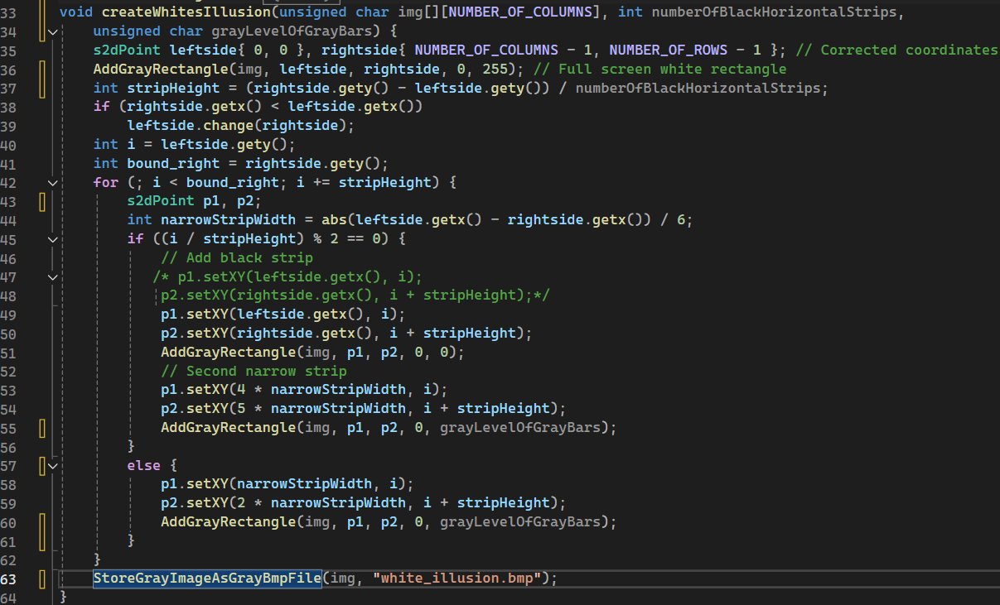 33 void createWhitesIllusion(unsigned char img[][NUMBER_OF_COLUMNS], int numberOfBlackHorizontalStrips,
34 unsigned char grayLevelOfGrayBars) {
35 s2dPoint leftside{ 0, 0 }, rightside{ NUMBER_OF_COLUMNS - 1, NUMBER_OF_ROWS - 1 }; // Corrected coordinates
36 AddGrayRectangle(img, leftside, rightside, 0, 255); // Full screen white rectangle
37 int stripHeight = (rightside.gety() - leftside.gety()) / numberOfBlackHorizontalStrips;
38 if (rightside.getx() < leftside.getx())
39 leftside.change(rightside);
40 int i = leftside.gety();
41 int bound_right = rightside.gety();
42 for (; i < bound_right; i += stripHeight) {
43 s2dPoint p1, p2;
44 int narrowStripWidth = abs(leftside.getx() - rightside.getx()) / 6;
45 if ((i / stripHeight) % 2 == 0) {
46 // Add black strip
47 /* p1.setXY(leftside.getx(), i);
48 p2.setXY(rightside.getx(), i + stripHeight);*/
49 p1.setXY(leftside.getx(), i);
50 p2.setXY(rightside.getx(), i + stripHeight);
51 AddGrayRectangle(img, p1, p2, 0, 0);
52 // Second narrow strip
53 p1.setXY(4 * narrowStripWidth, i);
54 p2.setXY(5 * narrowStripWidth, i + stripHeight);
55 AddGrayRectangle(img, p1, p2, 0, grayLevelOfGrayBars);
56 }
57 else {
58 p1.setXY(narrowStripWidth, i);
59 p2.setXY(2 * narrowStripWidth, i + stripHeight);
60 AddGrayRectangle(img, p1, p2, 0, grayLevelOfGrayBars);
61 }
62 }
63 StoreGrayImageAsGrayBmpFile(img, "white_illusion.bmp");
64 }